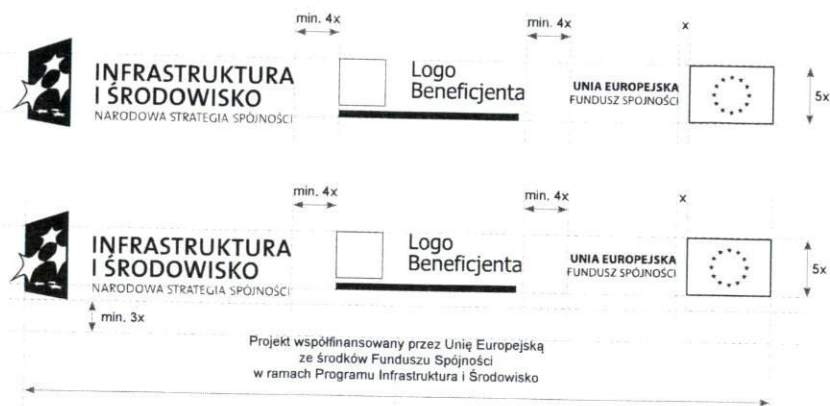 min. 4x
min. 4x
x
INFRASTRUKTURA
I ŚRODOWISKO
NARODOWA STRATEGIA SPÓJNOŚCI
Logo
Beneficjenta
UNIA EUROPEJSKA
FUNDUSZ SPÓJNOŚCI
5x
min. 4x
min. 4x
x
INFRASTRUKTURA
I ŚRODOWISKO
NARODOWA STRATEGIA SPÓJNOŚCI
Logo
Beneficjenta
UNIA EUROPEJSKA
FUNDUSZ SPÓJNOŚCI
5x
min. 3x
Projekt współfinansowany przez Unię Europejską
ze środków Funduszu Spójności
w ramach Programu Infrastruktura i Środowisko